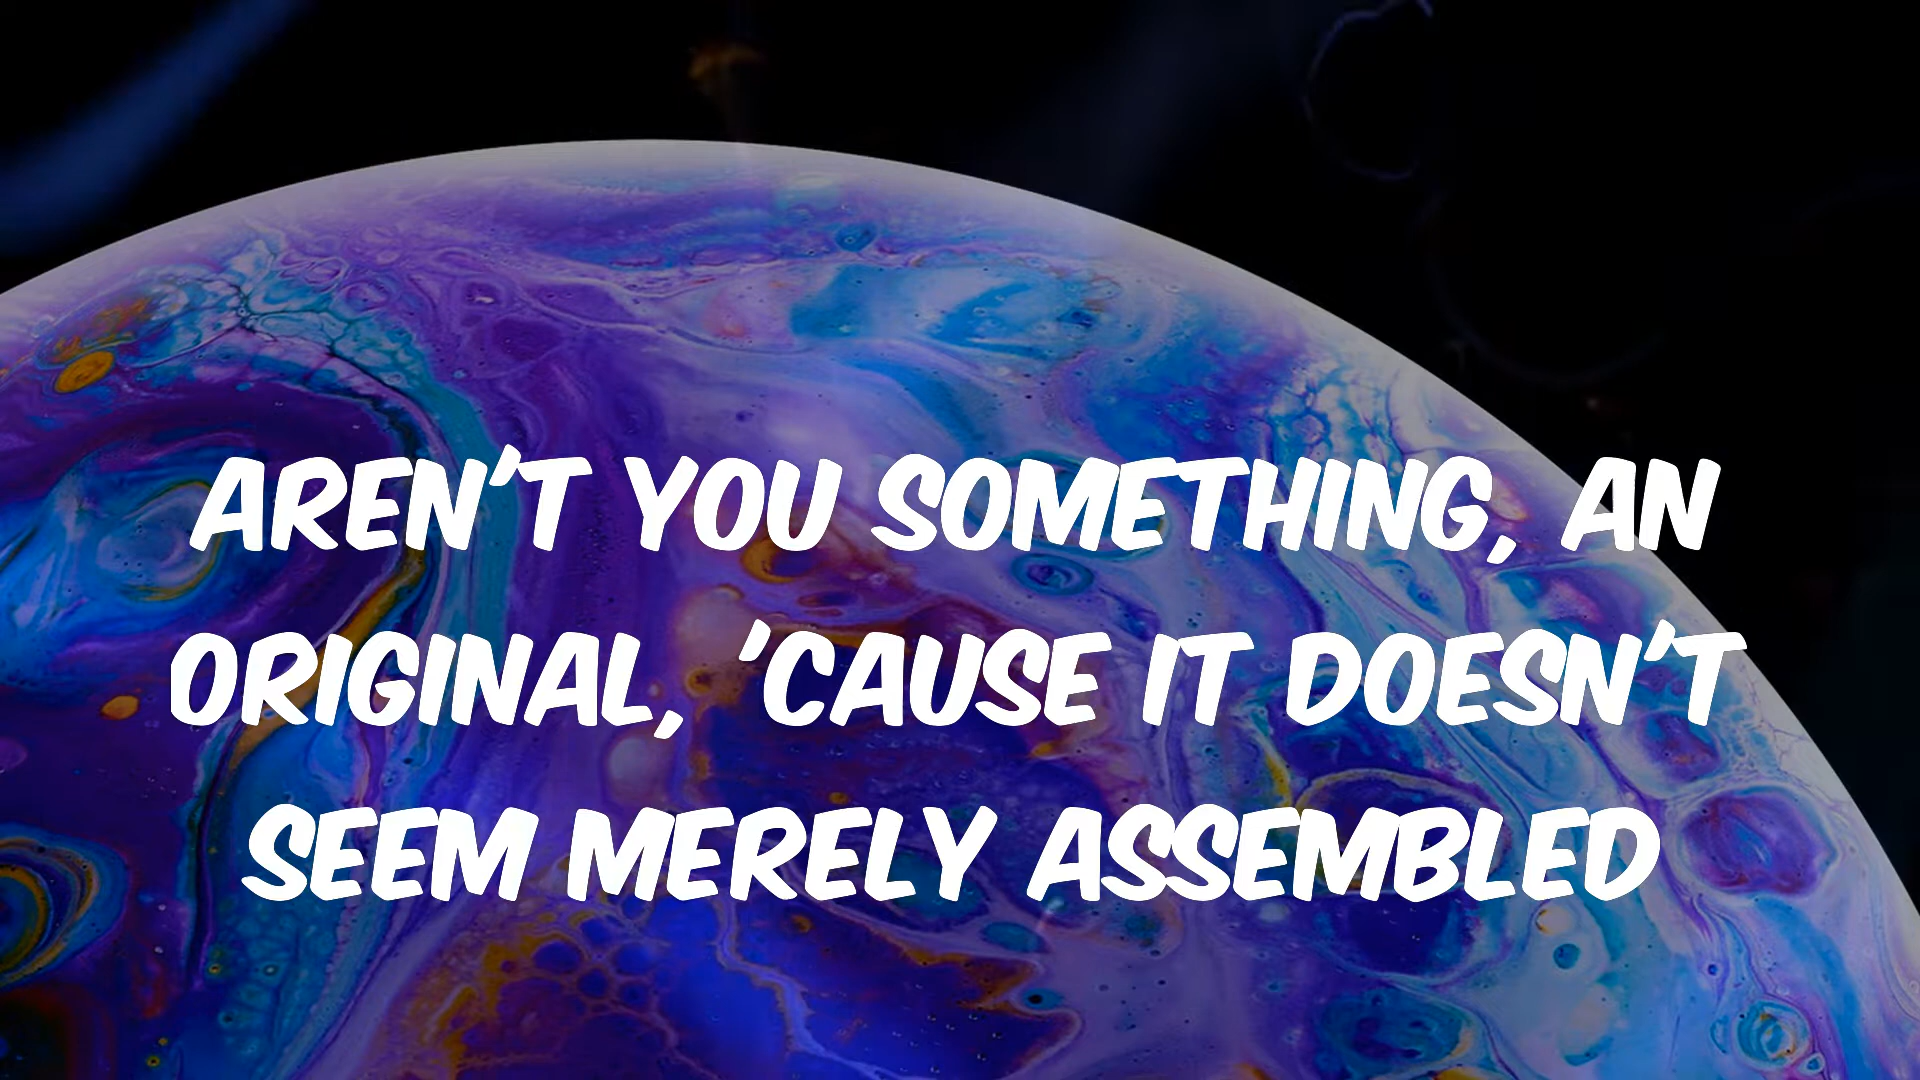 AREN'T YOU SOMETHING, AN
ORIGINAL, 'CAUSE IT DOESN'T
SEEM MERELY ASSEMBLED